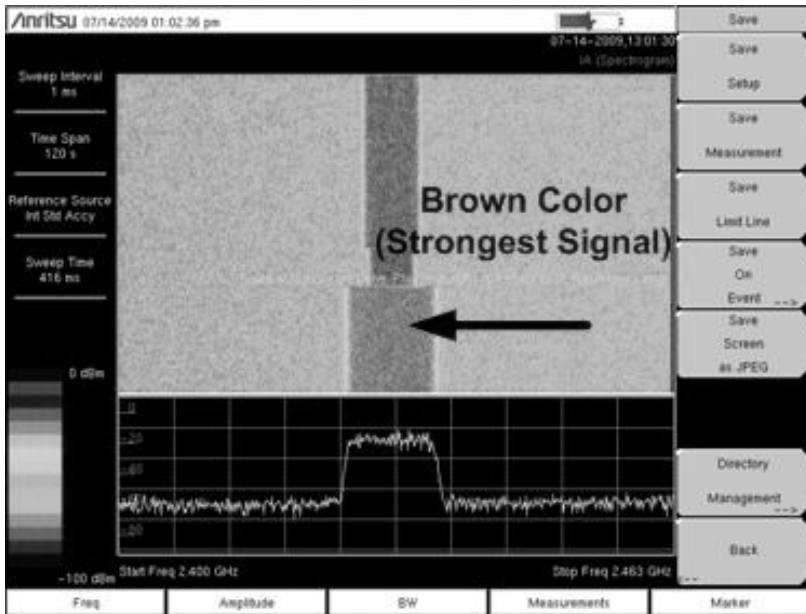 Anritsu 07/14/2009 01:02:36 pm
Save
07-14-2009,13:01:30
IA (Spectrogram)
Sweep Interval
1 ms
Time Span
120 s
Reference Source
Int Std Accy
Sweep Time
416 ms
Brown Color
(Strongest Signal)
0 dBm
-100 dBm
0
-20
-60
Start Freq 2.400 GHz
Stop Freq 2.463 GHz
Save
Setup
Save
Measurement
Save
Limit Line
Save
On
Event -->
Save
Screen
as JPEG
Directory
Management -->
Back
<--
Freq
Amplitude
BW
Measurements
Marker